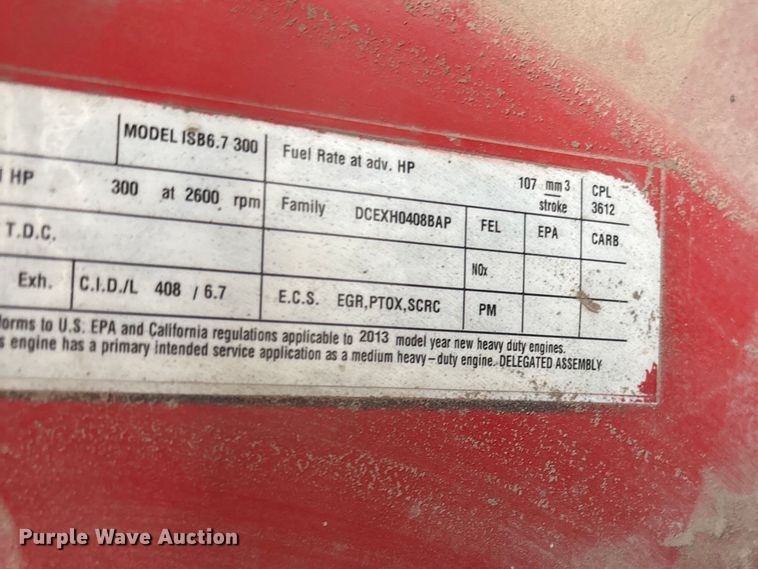 MODEL ISB6.7 300
Fuel Rate at adv. HP 107 mm3 stroke
CPL 3612
HP 300 at 2600 rpm
Family DCEXH0408BAP
FEL EPA CARB
T.D.C.
NOx
Exh. C.I.D./L 408 / 6.7
E.C.S. EGR,PTOX,SCRC
PM
orms to U.S. EPA and California regulations applicable to 2013 model year new heavy duty engines.
s engine has a primary intended service application as a medium heavy-duty engine. DELEGATED ASSEMBLY
Purple Wave Auction